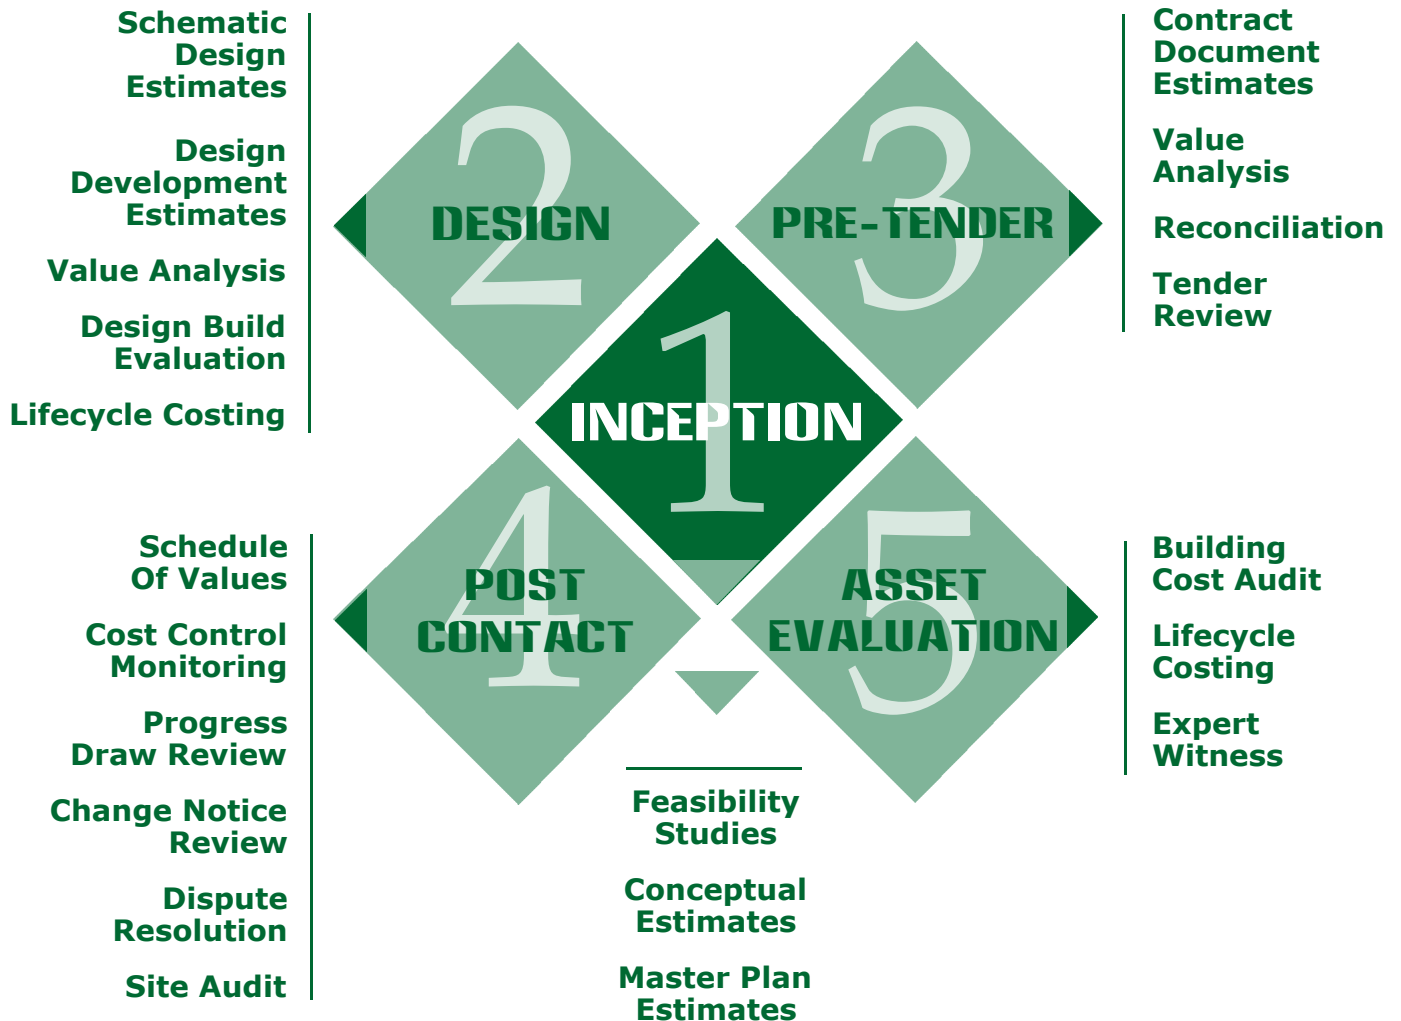 Schematic
Design
Estimates
Design
Development
Estimates
Value Analysis
Design Build
Evaluation
Lifecycle Costing
2
DESIGN
3
PRE-TENDER
Contract
Document
Estimates
Value
Analysis
Reconciliation
Tender
Review
1
INCEPTION
Schedule
Of Values
Cost Control
Monitoring
Progress
Draw Review
Change Notice
Review
Dispute
Resolution
Site Audit
4
POST
CONTACT
5
ASSET
EVALUATION
Building
Cost Audit
Lifecycle
Costing
Expert
Witness
Feasibility
Studies
Conceptual
Estimates
Master Plan
Estimates